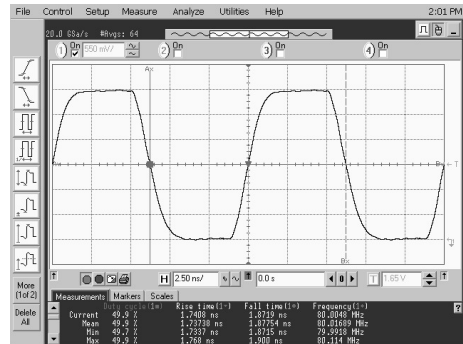 File Control Setup Measure Analyze Utilities Help 2:01 PM
20.0 GSa/s #Avgs: 64
1 On 550 mV/ 2 On 3 On 4 On
Ax
T
Bx
More
(1of 2)
Delete
All
H 2.50 ns/ 0.0 s 0 T 1.65 V
Measurements Markers Scales ?
Duty cycle(1) Rise time(1) Fall time(1) Frequency(1)
Current 49.9 % 1.7408 ns 1.8719 ns 80.0048 MHz
Mean 49.9 % 1.73738 ns 1.87754 ns 80.01689 MHz
Min 49.7 % 1.7337 ns 1.8715 ns 79.9918 MHz
Max 49.9 % 1.768 ns 1.900 ns 80.114 MHz